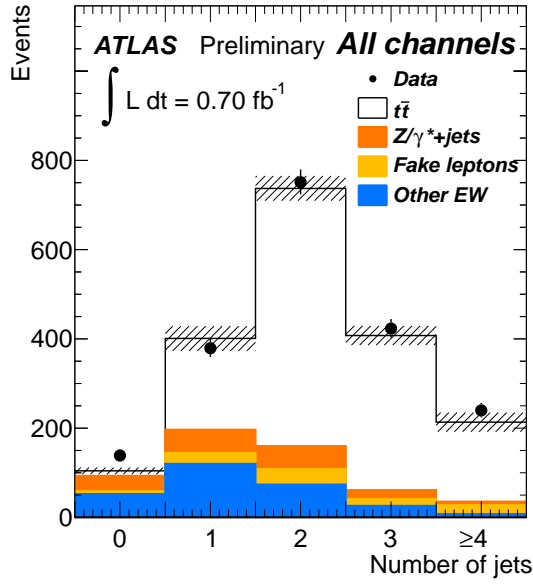 Events
ATLAS Preliminary All channels
∫ L dt = 0.70 fb⁻¹
Data
tt̄
Z/γ*+jets
Fake leptons
Other EW
800
600
400
200
0
0 1 2 3 ≥4
Number of jets